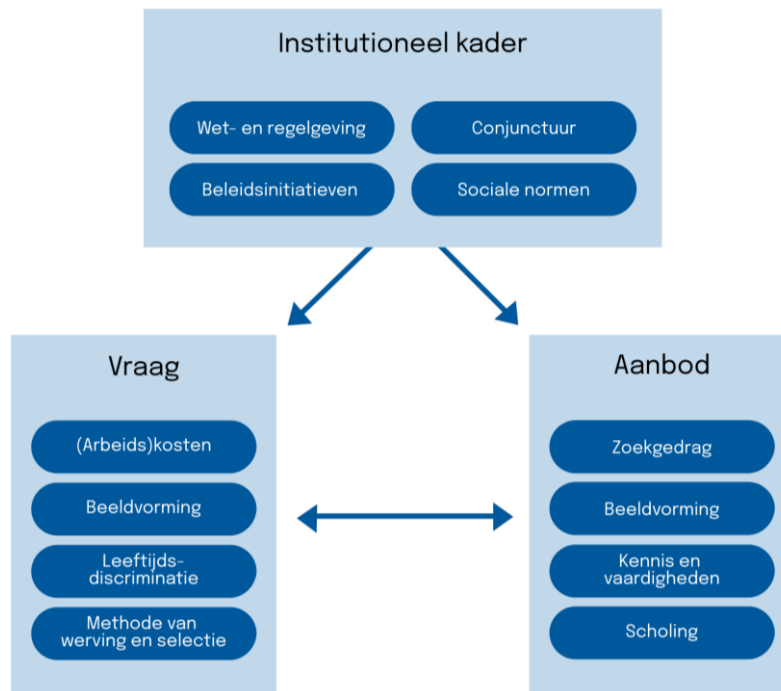 Institutioneel kader
Wet- en regelgeving
Conjunctuur
Beleidsinitiatieven
Sociale normen
Vraag
(Arbeids)kosten
Beeldvorming
Leeftijds-
discriminatie
Methode van
werving en selectie
Aanbod
Zoekgedrag
Beeldvorming
Kennis en
vaardigheden
Scholing